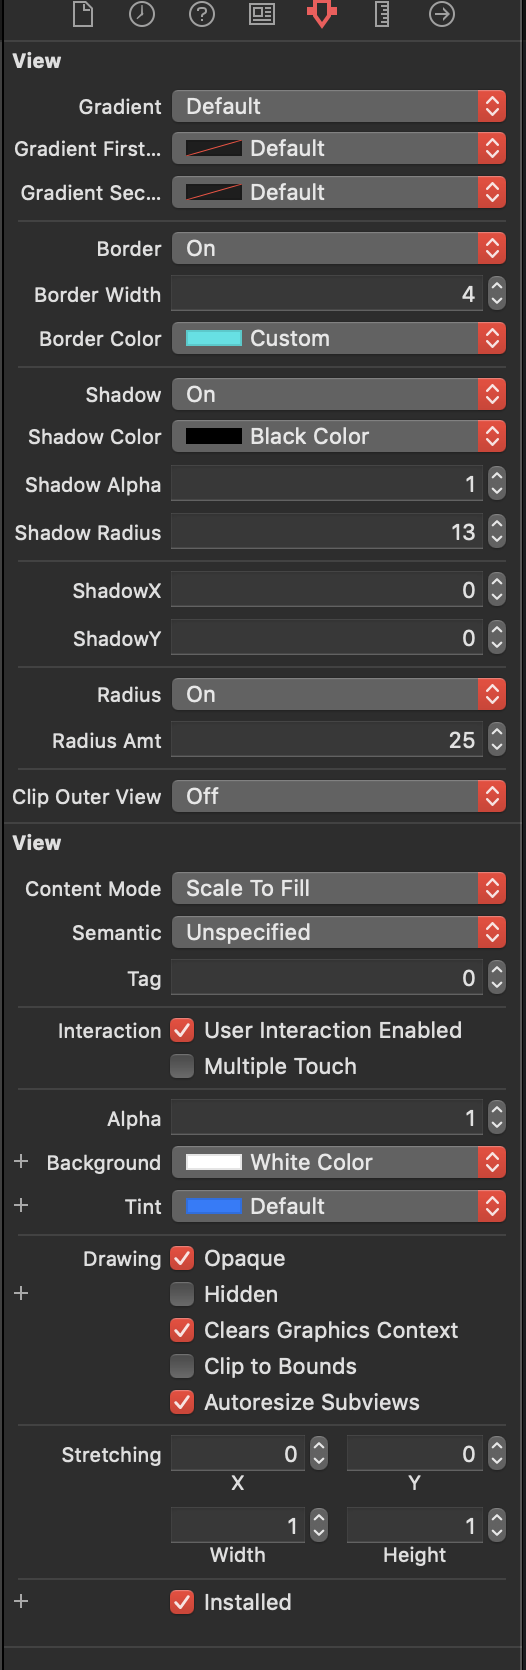 View
Gradient Default
Gradient First... Default
Gradient Sec... Default
Border On
Border Width 4
Border Color Custom
Shadow On
Shadow Color Black Color
Shadow Alpha 1
Shadow Radius 13
ShadowX 0
ShadowY 0
Radius On
Radius Amt 25
Clip Outer View Off
View
Content Mode Scale To Fill
Semantic Unspecified
Tag 0
Interaction User Interaction Enabled
Multiple Touch
Alpha 1
+ Background White Color
+ Tint Default
Drawing Opaque
+ Hidden
Clears Graphics Context
Clip to Bounds
Autoresize Subviews
Stretching 0 0
X Y
1 1
Width Height
+ Installed